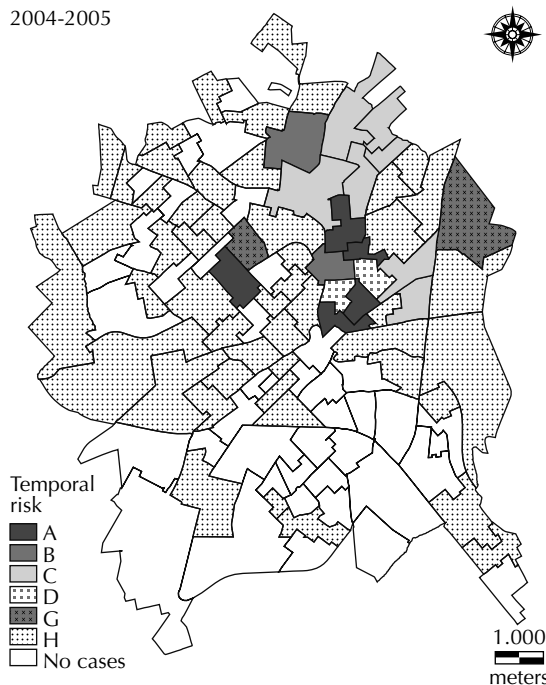 2004-2005
Temporal
risk
A
B
C
D
G
H
No cases
1.000
meters